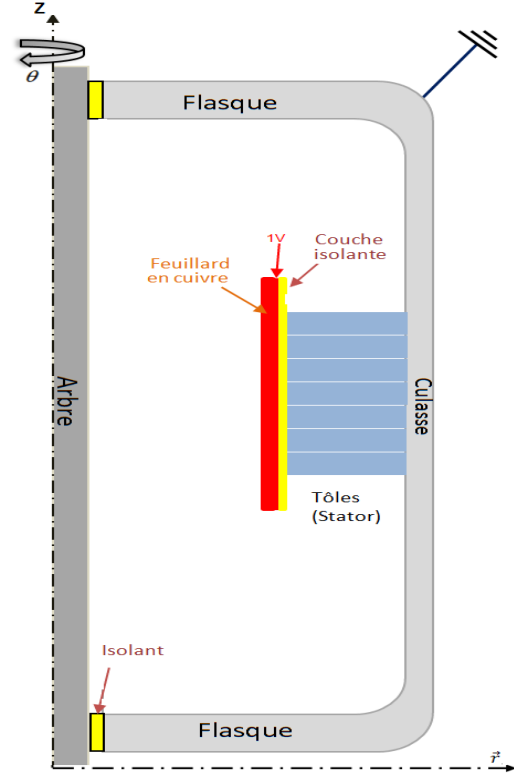 Z
θ
Flasque
1V
Couche
isolante
Feuillard
en cuivre
Arbre
Culasse
Tôles
(Stator)
Isolant
Flasque
r⃗